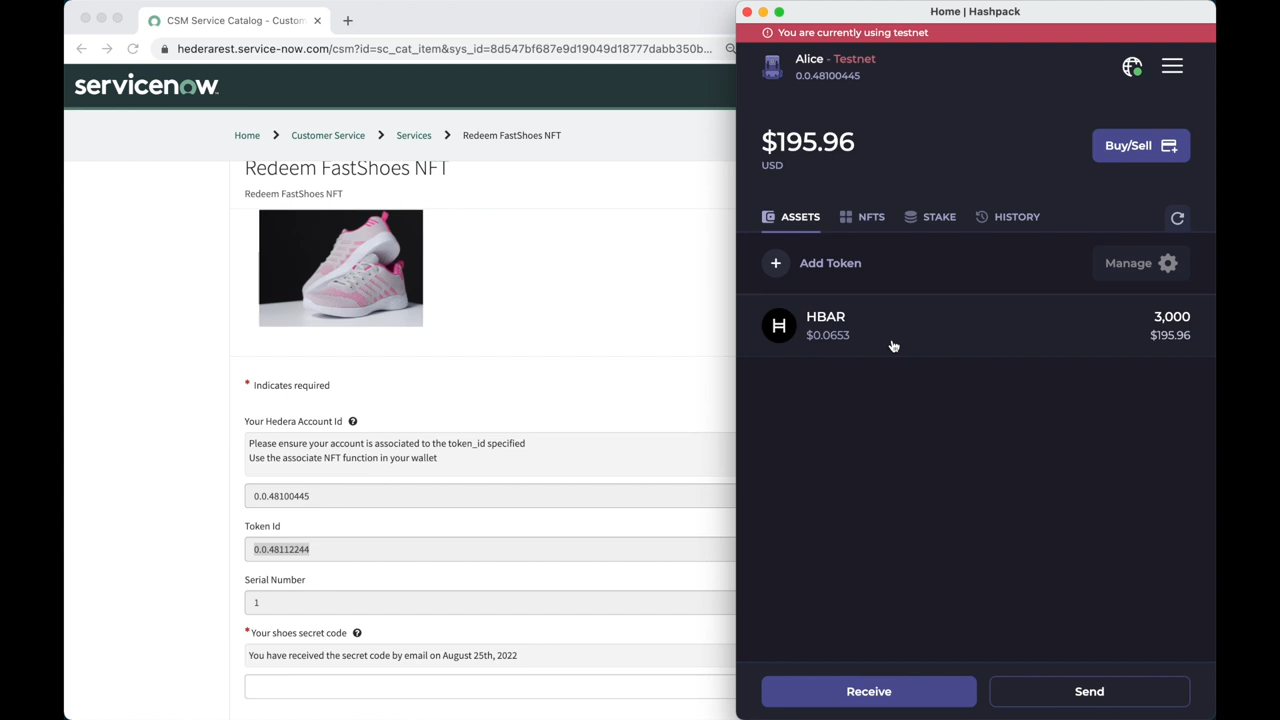 CSM Service Catalog - Custom
hederarest.service-now.com/csm?id=sc_cat_item&sys_id=8d547bf687e9d19049d18777dabb350b...
servicenow
Home > Customer Service > Services > Redeem FastShoes NFT
Redeem FastShoes NFT
Redeem FastShoes NFT
* Indicates required
Your Hedera Account Id
Please ensure your account is associated to the token_id specified
Use the associate NFT function in your wallet
0.0.48100445
Token Id
0.0.48112244
Serial Number
1
* Your shoes secret code
You have received the secret code by email on August 25th, 2022
Home | Hashpack
You are currently using testnet
Alice - Testnet
0.0.48100445
$195.96
USD
Buy/Sell
ASSETS NFTS STAKE HISTORY
Add Token
Manage
HBAR 3,000
$0.0653 $195.96
Receive Send